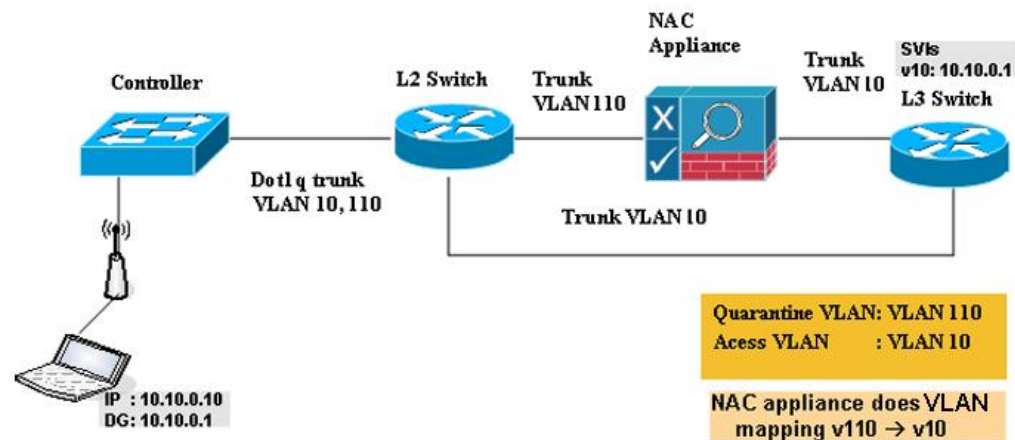 NAC
Appliance
SVIs
v10: 10.10.0.1
Controller
L2 Switch
Trunk
VLAN 110
Trunk
VLAN 10
L3 Switch
Dot1q trunk
VLAN 10, 110
Trunk VLAN 10
Quarantine VLAN: VLAN 110
Acess VLAN : VLAN 10
IP : 10.10.0.10
DG: 10.10.0.1
NAC appliance does VLAN
mapping v110 → v10